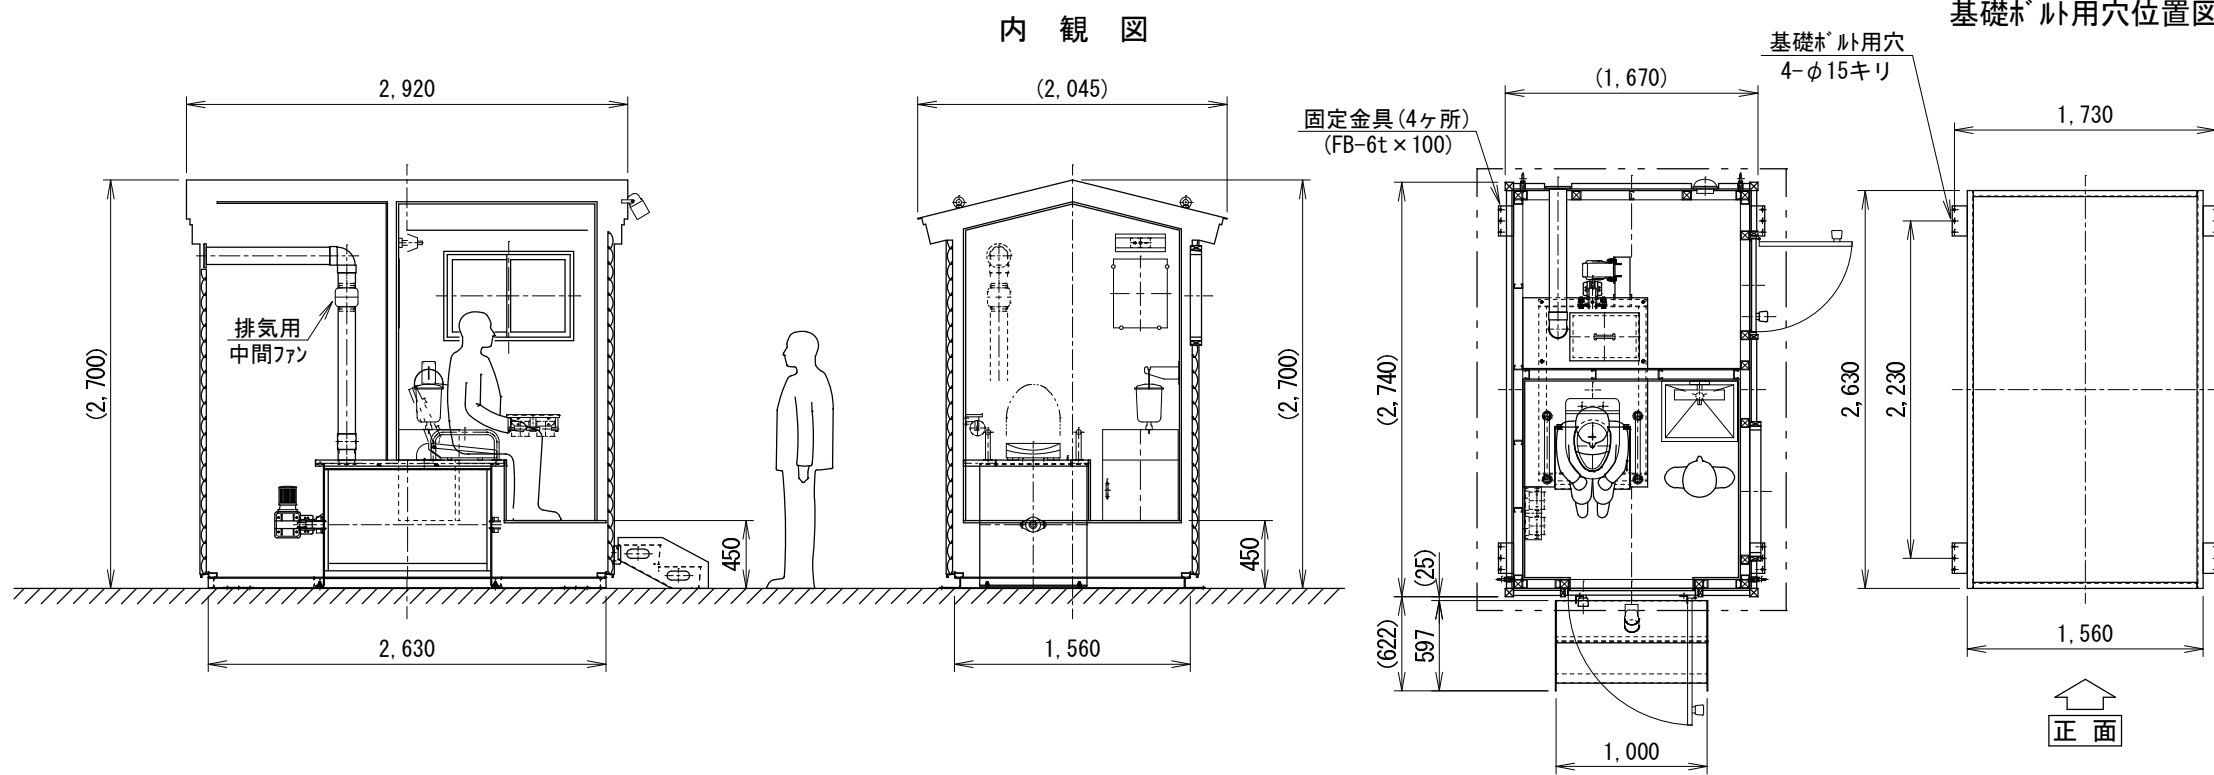 内 観 図
基礎ボルト用穴位置図
基礎ボルト用穴
4-φ15キリ
2,920
(2,045)
(1,670)
固定金具(4ヶ所)
(FB-6t×100)
1,730
排気用
中間ファン
(2,700)
(2,700)
(2,740)
2,630
2,230
450
450
(25)
(622)
597
2,630
1,560
1,560
1,000
正 面